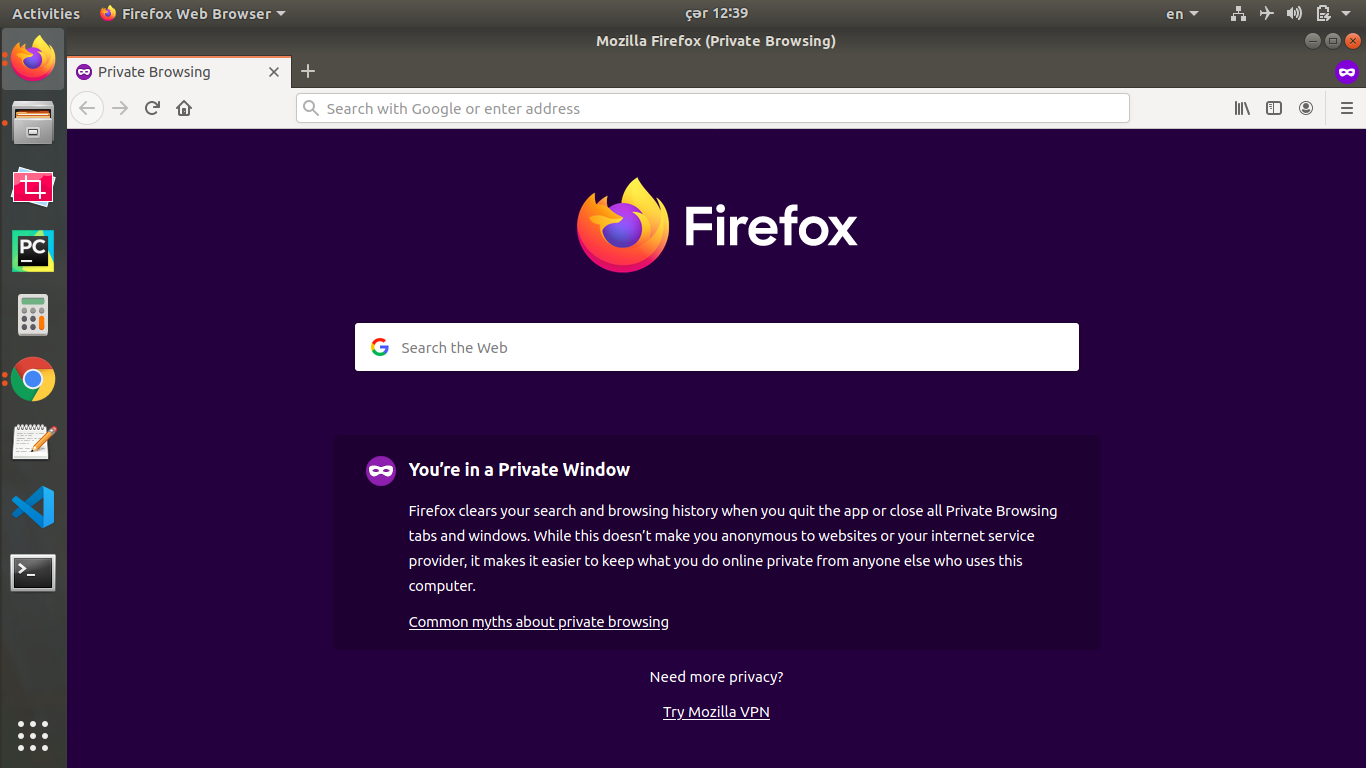 Activities
Firefox Web Browser
çər 12:39
en
Mozilla Firefox (Private Browsing)
Private Browsing
Search with Google or enter address
PC
Firefox
Search the Web
You’re in a Private Window
Firefox clears your search and browsing history when you quit the app or close all Private Browsing
tabs and windows. While this doesn’t make you anonymous to websites or your internet service
provider, it makes it easier to keep what you do online private from anyone else who uses this
computer.
Common myths about private browsing
Need more privacy?
Try Mozilla VPN